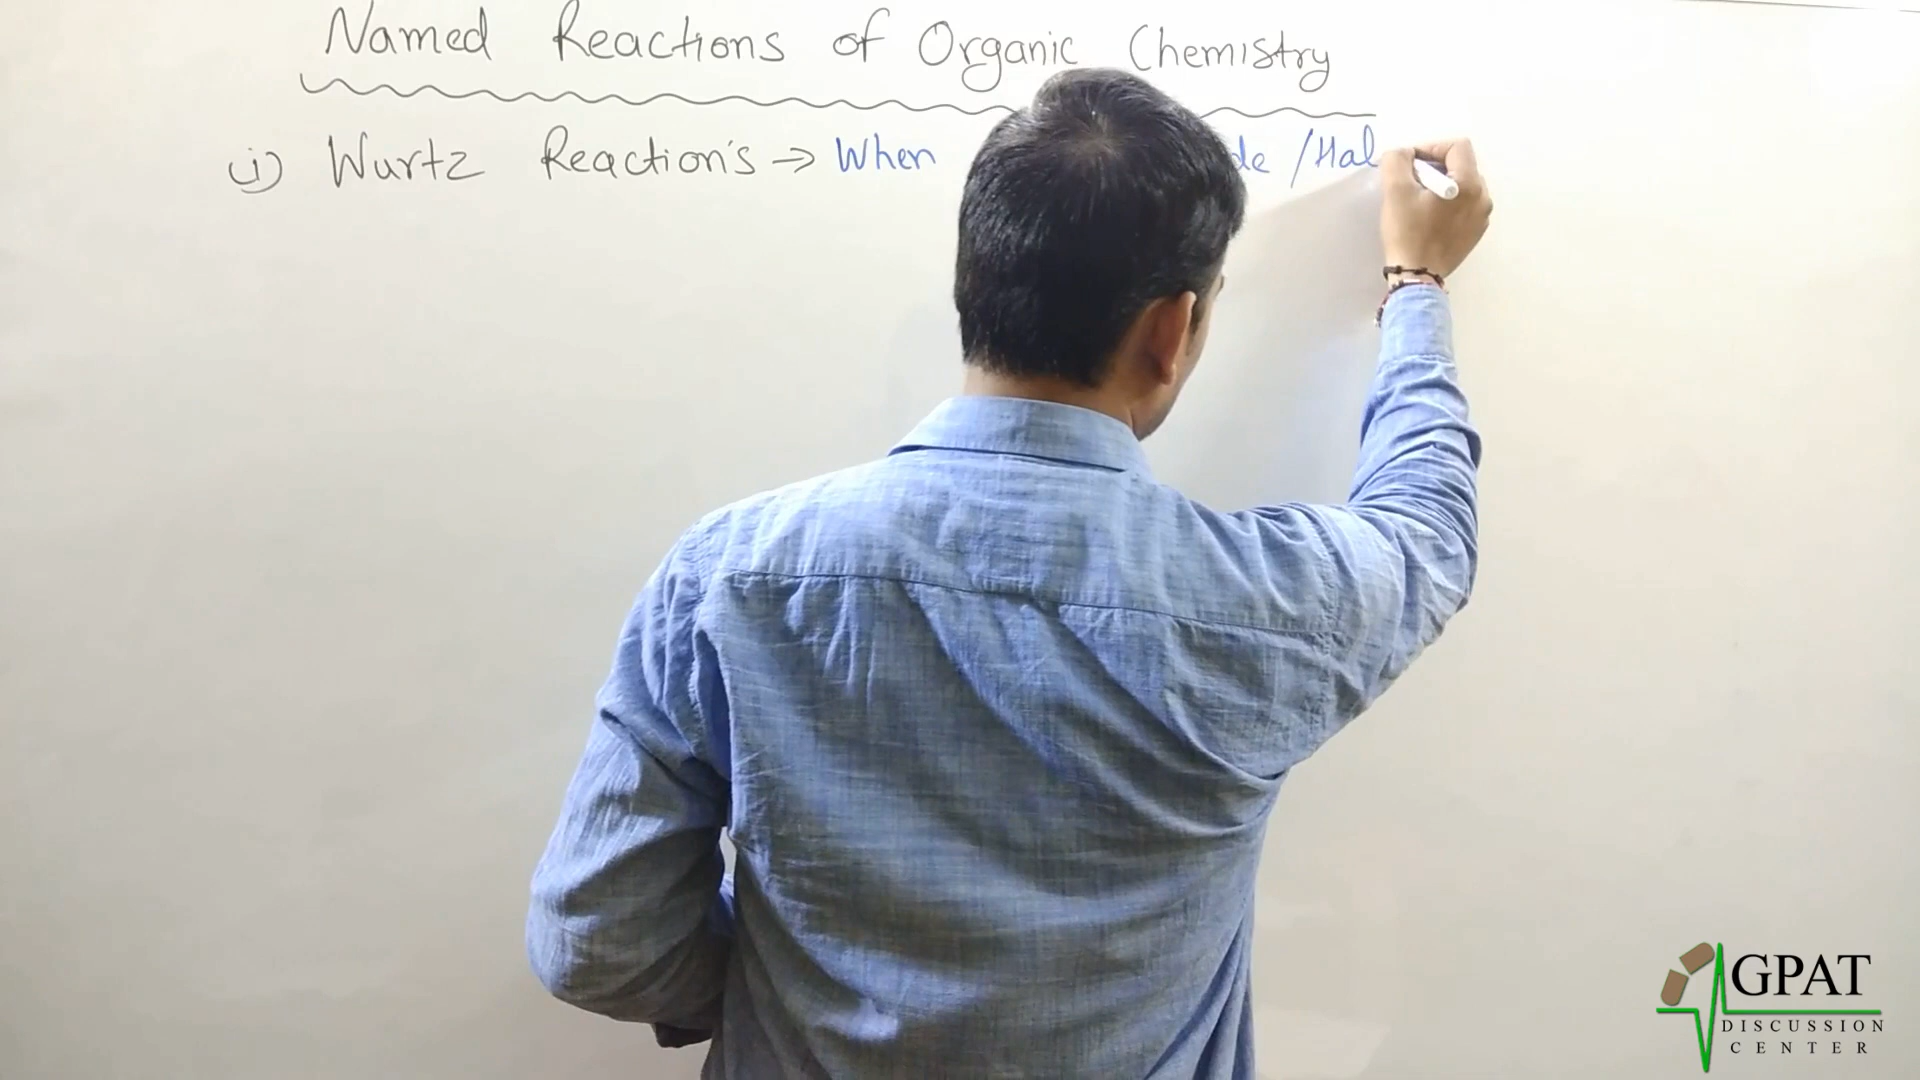 Named Reactions of Organic Chemistry
i) Wurtz Reaction's → When de /Hal
GPAT
DISCUSSION
CENTER